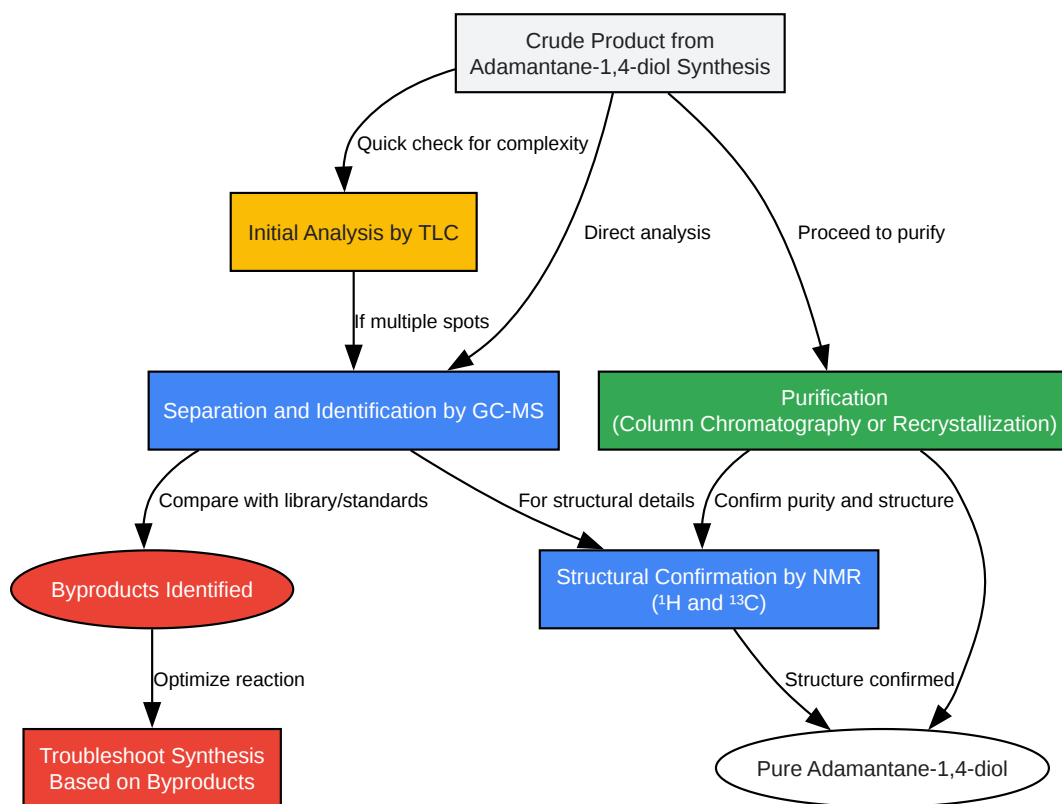 Crude Product from
Adamantane-1,4-diol Synthesis
Quick check for complexity
Initial Analysis by TLC
Direct analysis
Proceed to purify
If multiple spots
Separation and Identification by GC-MS
Purification
(Column Chromatography or Recrystallization)
Compare with library/standards
For structural details
Confirm purity and structure
Byproducts Identified
Structural Confirmation by NMR
(¹H and ¹³C)
Optimize reaction
Structure confirmed
Troubleshoot Synthesis
Based on Byproducts
Pure Adamantane-1,4-diol